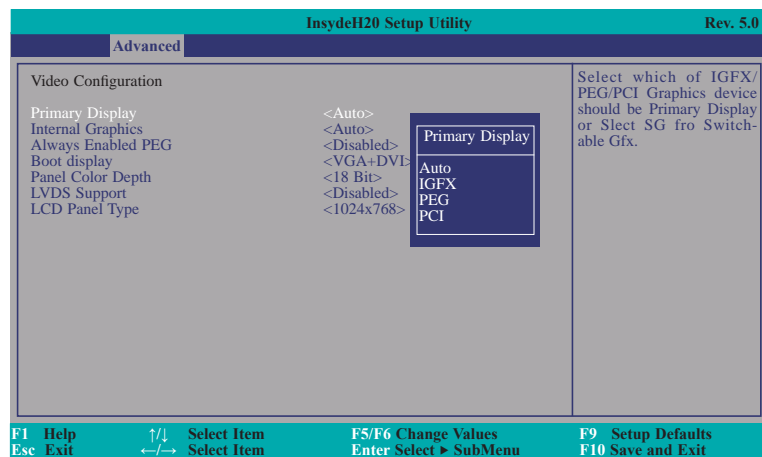 InsydeH20 Setup Utility Rev. 5.0
Advanced
Video Configuration
Primary Display <Auto>
Internal Graphics <Auto>
Always Enabled PEG <Disabled>
Boot display <VGA+DVI>
Panel Color Depth <18 Bit>
LVDS Support <Disabled>
LCD Panel Type <1024x768>
Primary Display
Auto
IGFX
PEG
PCI
Select which of IGFX/
PEG/PCI Graphics device
should be Primary Display
or Slect SG fro Switch-
able Gfx.
F1 Help ↑/↓ Select Item F5/F6 Change Values F9 Setup Defaults
Esc Exit ←/→ Select Item Enter Select ▶ SubMenu F10 Save and Exit